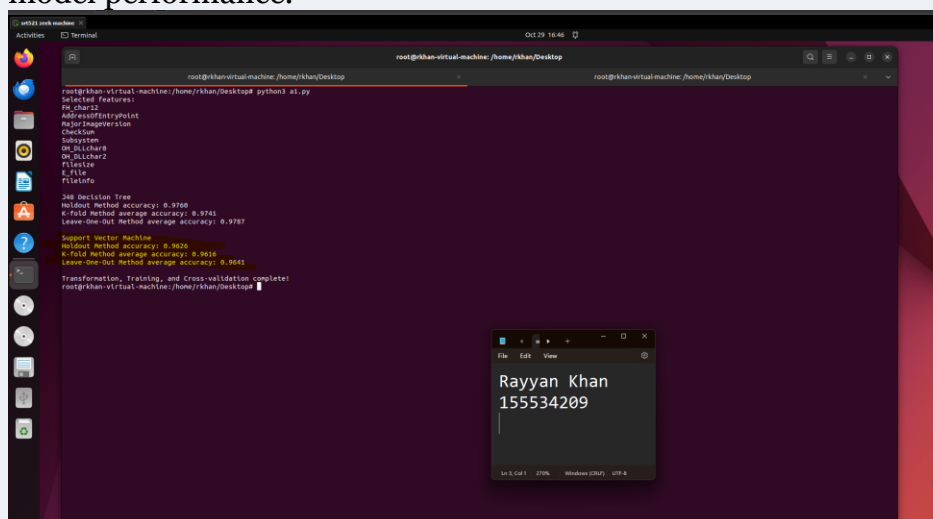 model performance.
srt521 zeek machine
Activities
Terminal
Oct 29 16:46
root@rkhan-virtual-machine: /home/rkhan/Desktop
root@rkhan-virtual-machine: /home/rkhan/Desktop
root@rkhan-virtual-machine: /home/rkhan/Desktop
root@rkhan-virtual-machine:/home/rkhan/Desktop# python3 a1.py
Selected features:
FH_char12
AddressOfEntryPoint
MajorImageVersion
CheckSum
Subsystem
OH_DLLchar0
OH_DLLchar2
filesize
E_file
fileinfo
J48 Decision Tree
Holdout Method accuracy: 0.9760
K-fold Method average accuracy: 0.9741
Leave-One-Out Method average accuracy: 0.9787
Support Vector Machine
Holdout Method accuracy: 0.9626
K-fold Method average accuracy: 0.9616
Leave-One-Out Method average accuracy: 0.9641
Transformation, Training, and Cross-validation complete!
root@rkhan-virtual-machine:/home/rkhan/Desktop#
File Edit View
Rayyan Khan
155534209
Ln 3, Col 1 270% Windows (CRLF) UTF-8